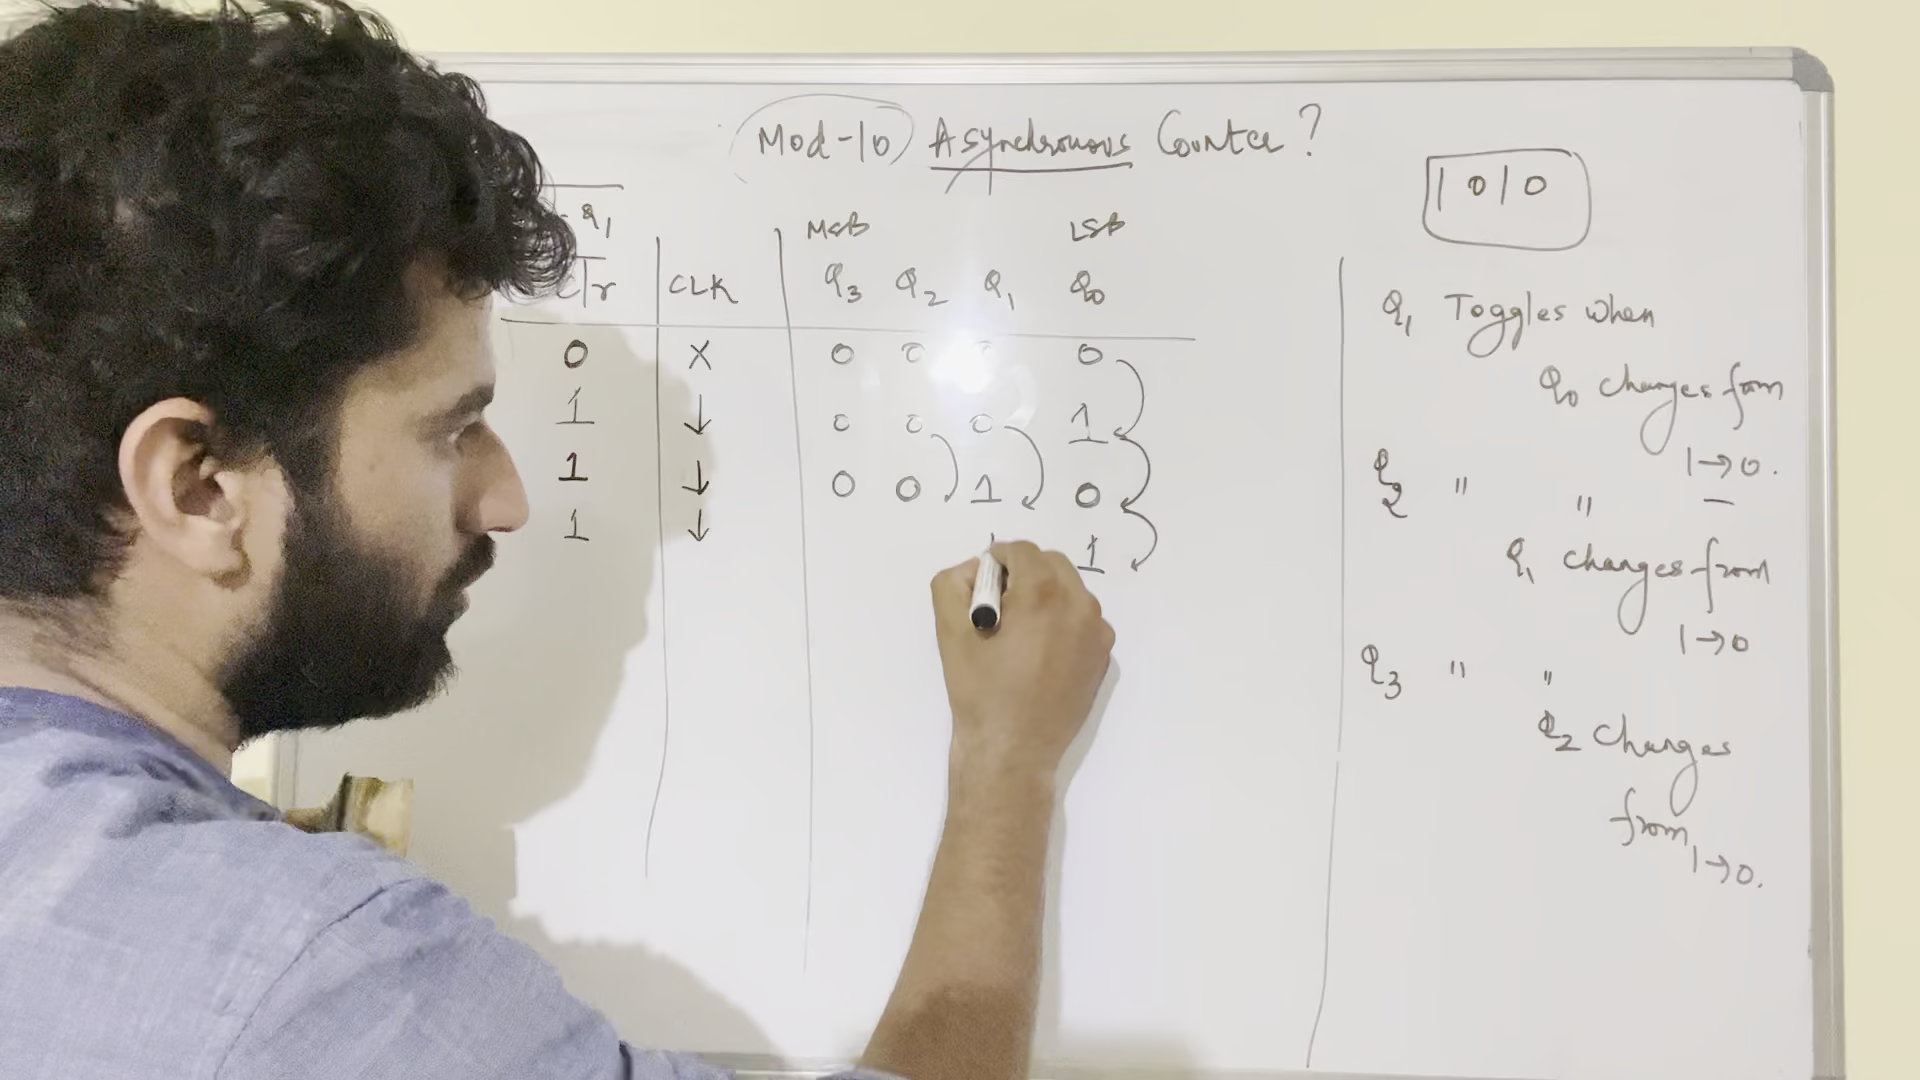 Mod-10 Asynchronous Counter?
1010
Q1
MSB LSB
clr CLK Q3 Q2 Q1 Q0
0 X 0 0 0 0
1 ↓ 0 0 0 1
1 ↓ 0 0 1 0
1 ↓ 1
Q1 Toggles when
Q0 changes from
1→0.
Q2 " "
Q1 changes from
1→0
Q3 " "
Q2 changes
from
1→0.